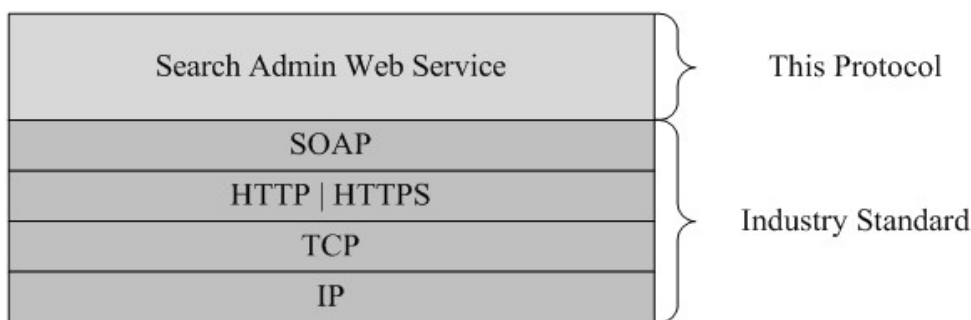 Search Admin Web Service
This Protocol
SOAP
HTTP | HTTPS
TCP
IP
Industry Standard